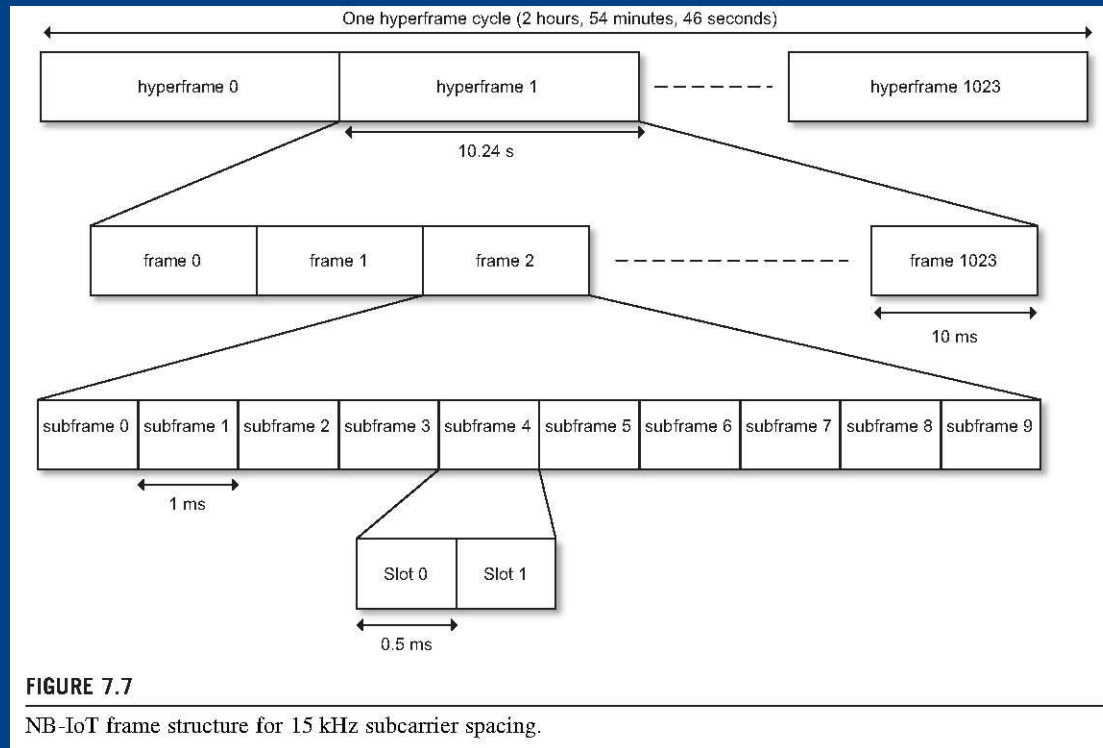 One hyperframe cycle (2 hours, 54 minutes, 46 seconds)
hyperframe 0
hyperframe 1
hyperframe 1023
10.24 s
frame 0
frame 1
frame 2
frame 1023
10 ms
subframe 0
subframe 1
subframe 2
subframe 3
subframe 4
subframe 5
subframe 6
subframe 7
subframe 8
subframe 9
1 ms
Slot 0
Slot 1
0.5 ms
FIGURE 7.7
NB-IoT frame structure for 15 kHz subcarrier spacing.